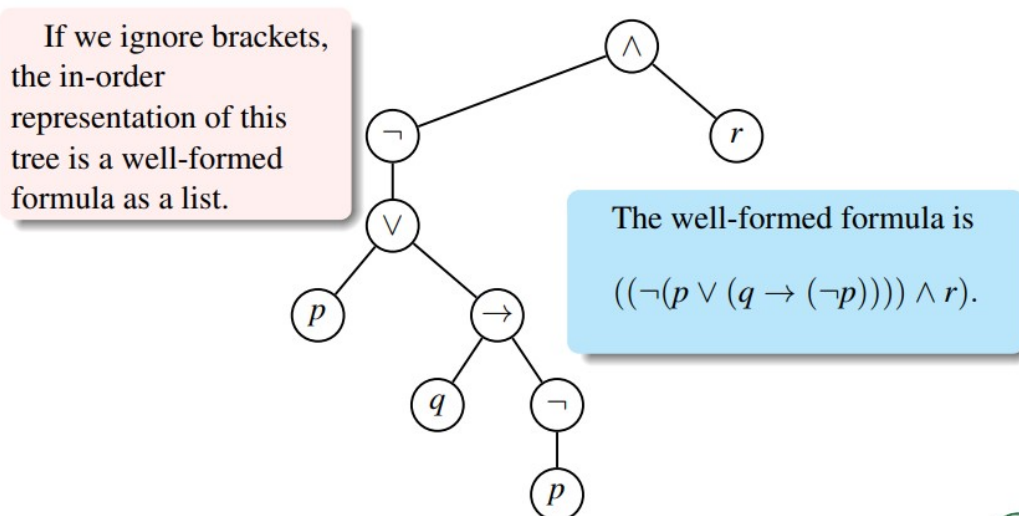 If we ignore brackets,
the in-order
representation of this
tree is a well-formed
formula as a list.
∧
¬
r
∨
The well-formed formula is
((¬(p ∨ (q → (¬p)))) ∧ r).
p
→
q
¬
p